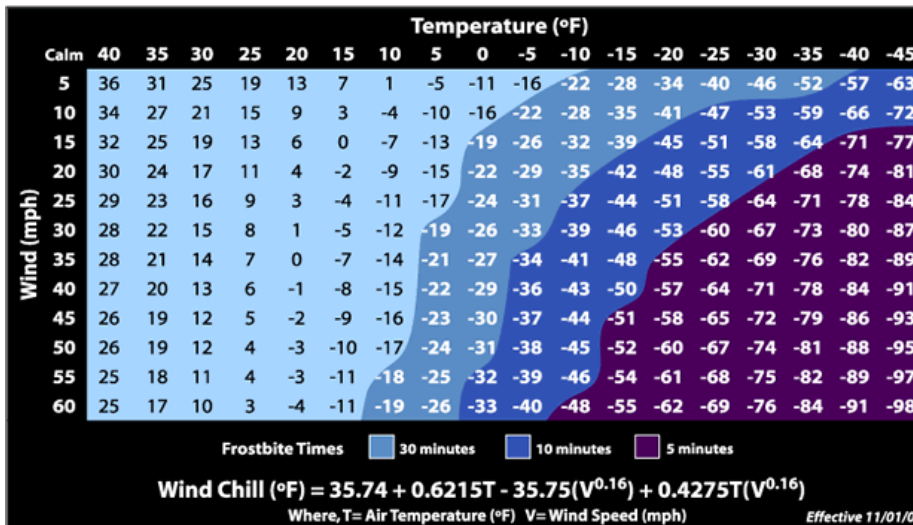 Temperature (ºF)
Calm 40 35 30 25 20 15 10 5 0 -5 -10 -15 -20 -25 -30 -35 -40 -45
5 36 31 25 19 13 7 1 -5 -11 -16 -22 -28 -34 -40 -46 -52 -57 -63
10 34 27 21 15 9 3 -4 -10 -16 -22 -28 -35 -41 -47 -53 -59 -66 -72
15 32 25 19 13 6 0 -7 -13 -19 -26 -32 -39 -45 -51 -58 -64 -71 -77
20 30 24 17 11 4 -2 -9 -15 -22 -29 -35 -42 -48 -55 -61 -68 -74 -81
25 29 23 16 9 3 -4 -11 -17 -24 -31 -37 -44 -51 -58 -64 -71 -78 -84
30 28 22 15 8 1 -5 -12 -19 -26 -33 -39 -46 -53 -60 -67 -73 -80 -87
35 28 21 14 7 0 -7 -14 -21 -27 -34 -41 -48 -55 -62 -69 -76 -82 -89
40 27 20 13 6 -1 -8 -15 -22 -29 -36 -43 -50 -57 -64 -71 -78 -84 -91
45 26 19 12 5 -2 -9 -16 -23 -30 -37 -44 -51 -58 -65 -72 -79 -86 -93
50 26 19 12 4 -3 -10 -17 -24 -31 -38 -45 -52 -60 -67 -74 -81 -88 -95
55 25 18 11 4 -3 -11 -18 -25 -32 -39 -46 -54 -61 -68 -75 -82 -89 -97
60 25 17 10 3 -4 -11 -19 -26 -33 -40 -48 -55 -62 -69 -76 -84 -91 -98
Wind (mph)
Frostbite Times 30 minutes 10 minutes 5 minutes
Wind Chill (ºF) = 35.74 + 0.6215T - 35.75(V^0.16) + 0.4275T(V^0.16)
Where, T= Air Temperature (ºF) V= Wind Speed (mph) Effective 11/01/0